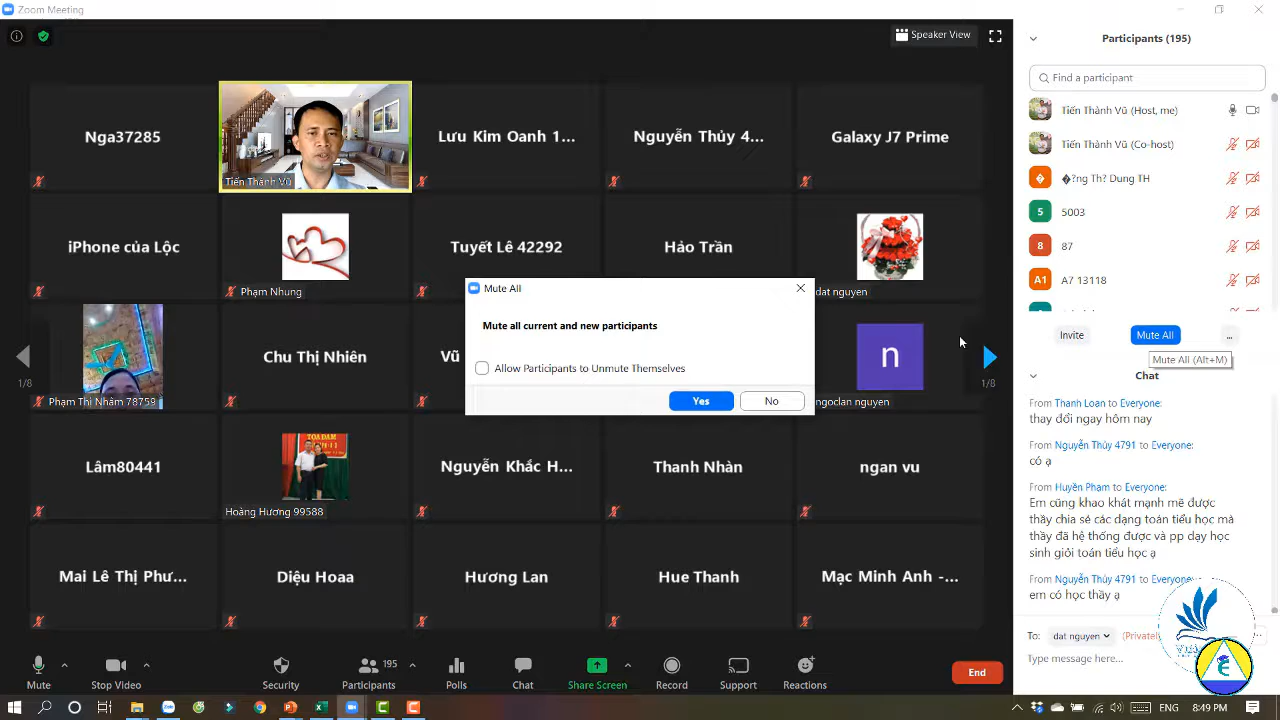 Zoom Meeting
Speaker View
Nga37285
Tiến Thành Vũ
Lưu Kim Oanh 1...
Nguyễn Thủy 4...
Galaxy J7 Prime
iPhone của Lộc
Phạm Nhung
Tuyết Lê 42292
Hảo Trần
dat nguyen
Phạm Thị Nhâm 78759
Chu Thị Nhiên
Vũ
n
ngoclan nguyen
1/8
1/8
Mute All
Mute all current and new participants
Allow Participants to Unmute Themselves
Yes
No
Lâm80441
TỌA ĐÀM
Hoàng Hương 99588
Nguyễn Khắc H...
Thanh Nhàn
ngan vu
Mai Lê Thị Phư...
Diệu Hoaa
Hương Lan
Hue Thanh
Mạc Minh Anh -...
Mute
Stop Video
Security
195
Participants
Polls
Chat
Share Screen
Record
Support
Reactions
End
Participants (195)
Find a participant
Tiến Thành Vũ (Host, me)
Tiến Thành Vũ (Co-host)
� �?ng Th? Dung TH
5 5003
8 87
A1 A7 13118
Invite
Mute All
...
Mute All (Alt+M)
Chat
From Thanh Loan to Everyone:
thay đổi ngay hôm nay
From Nguyễn Thủy 4791 to Everyone:
có ạ
From Huyền Phạm to Everyone:
Em cũng khao khát mạnh mẽ được
thầy chia sẻ các dạng toán tiểu học mà
chúng ta đã hệ thống được và pp dạy học
sinh giỏi toán tiểu học ạ
From Nguyễn Thủy 4791 to Everyone:
em có học thầy ạ
To: dat nguyen
(Privately)
Type message here...
ENG
8:49 PM